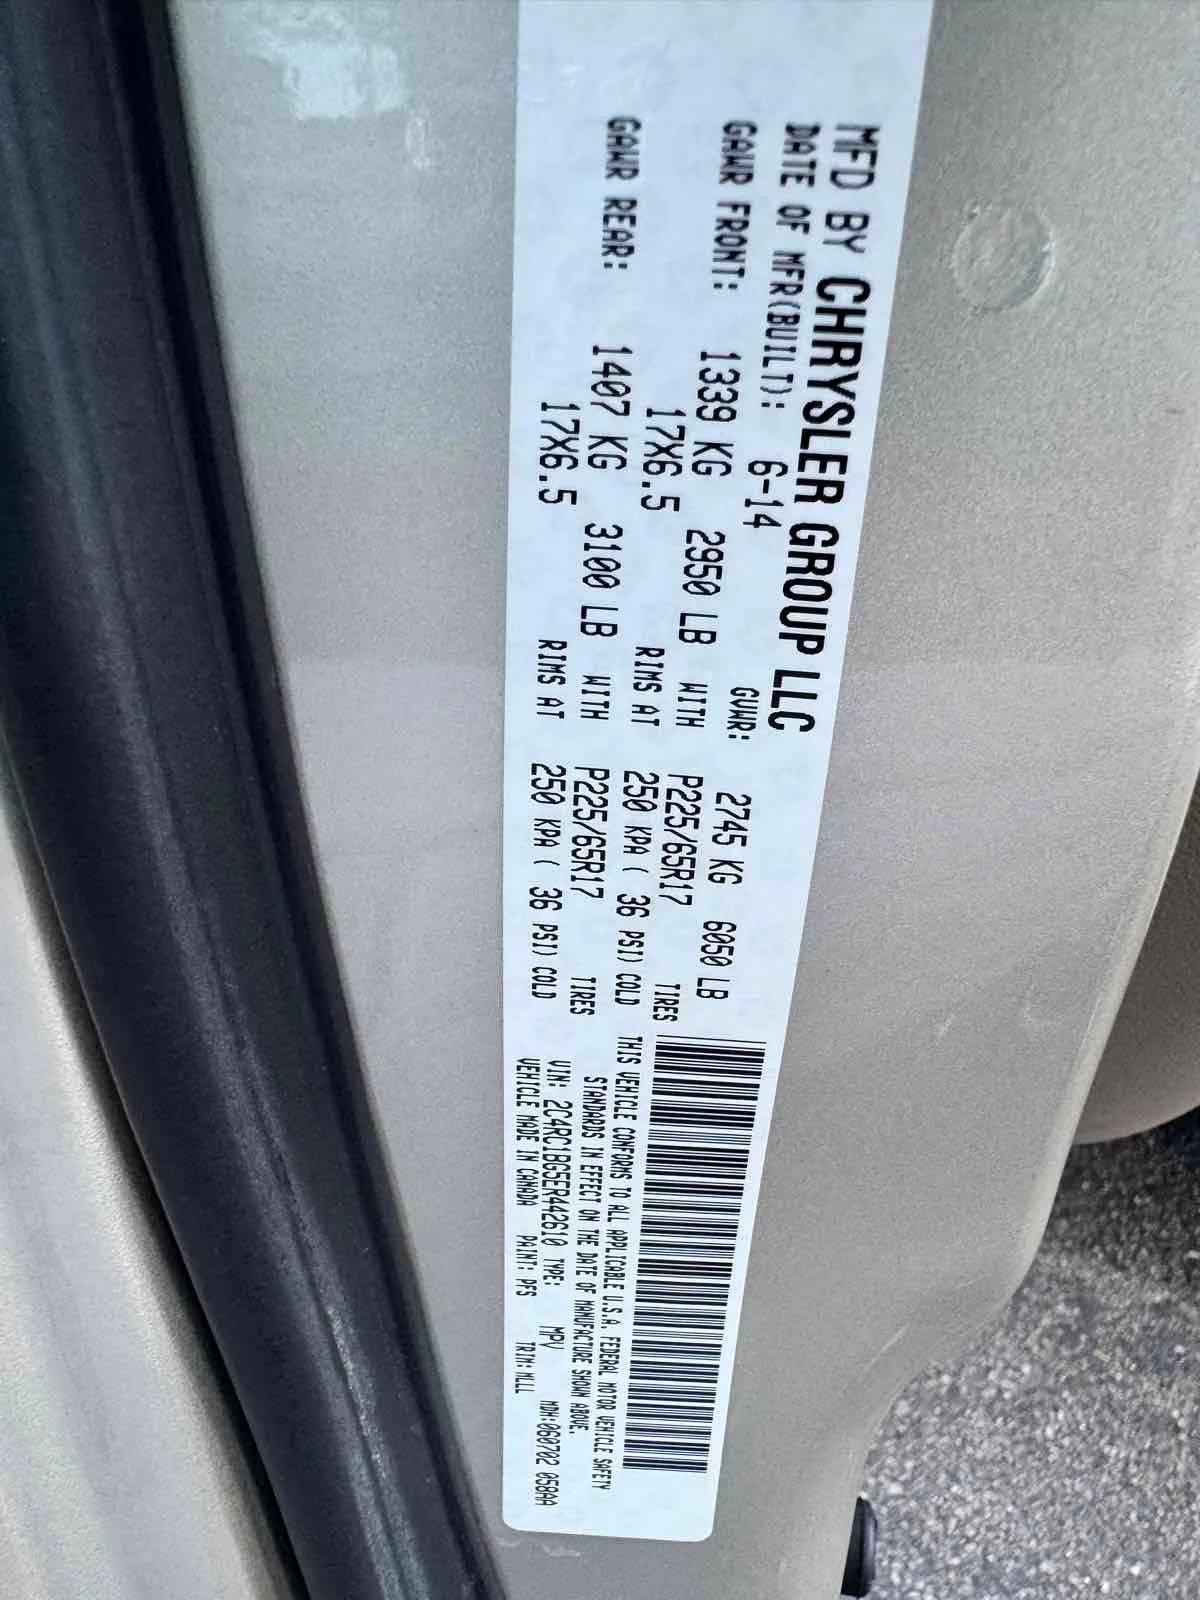 MFD BY CHRYSLER GROUP LLC
DATE OF MFR(BUILT): 6-14 GVWR: 2745 KG 6050 LB
GAWR FRONT: 1339 KG 2950 LB WITH P225/65R17 TIRES
17X6.5 RIMS AT 250 KPA ( 36 PSI) COLD
GAWR REAR: 1407 KG 3100 LB WITH P225/65R17 TIRES
17X6.5 RIMS AT 250 KPA ( 36 PSI) COLD
THIS VEHICLE CONFORMS TO ALL APPLICABLE U.S.A. FEDERAL MOTOR VEHICLE SAFETY
STANDARDS IN EFFECT ON THE DATE OF MANUFACTURE SHOWN ABOVE.
VIN: 2C4RC1BG5ER442610 TYPE: MPV MDH:060702 058AA
VEHICLE MADE IN CANADA PAINT: PFS TRIM:MLLL